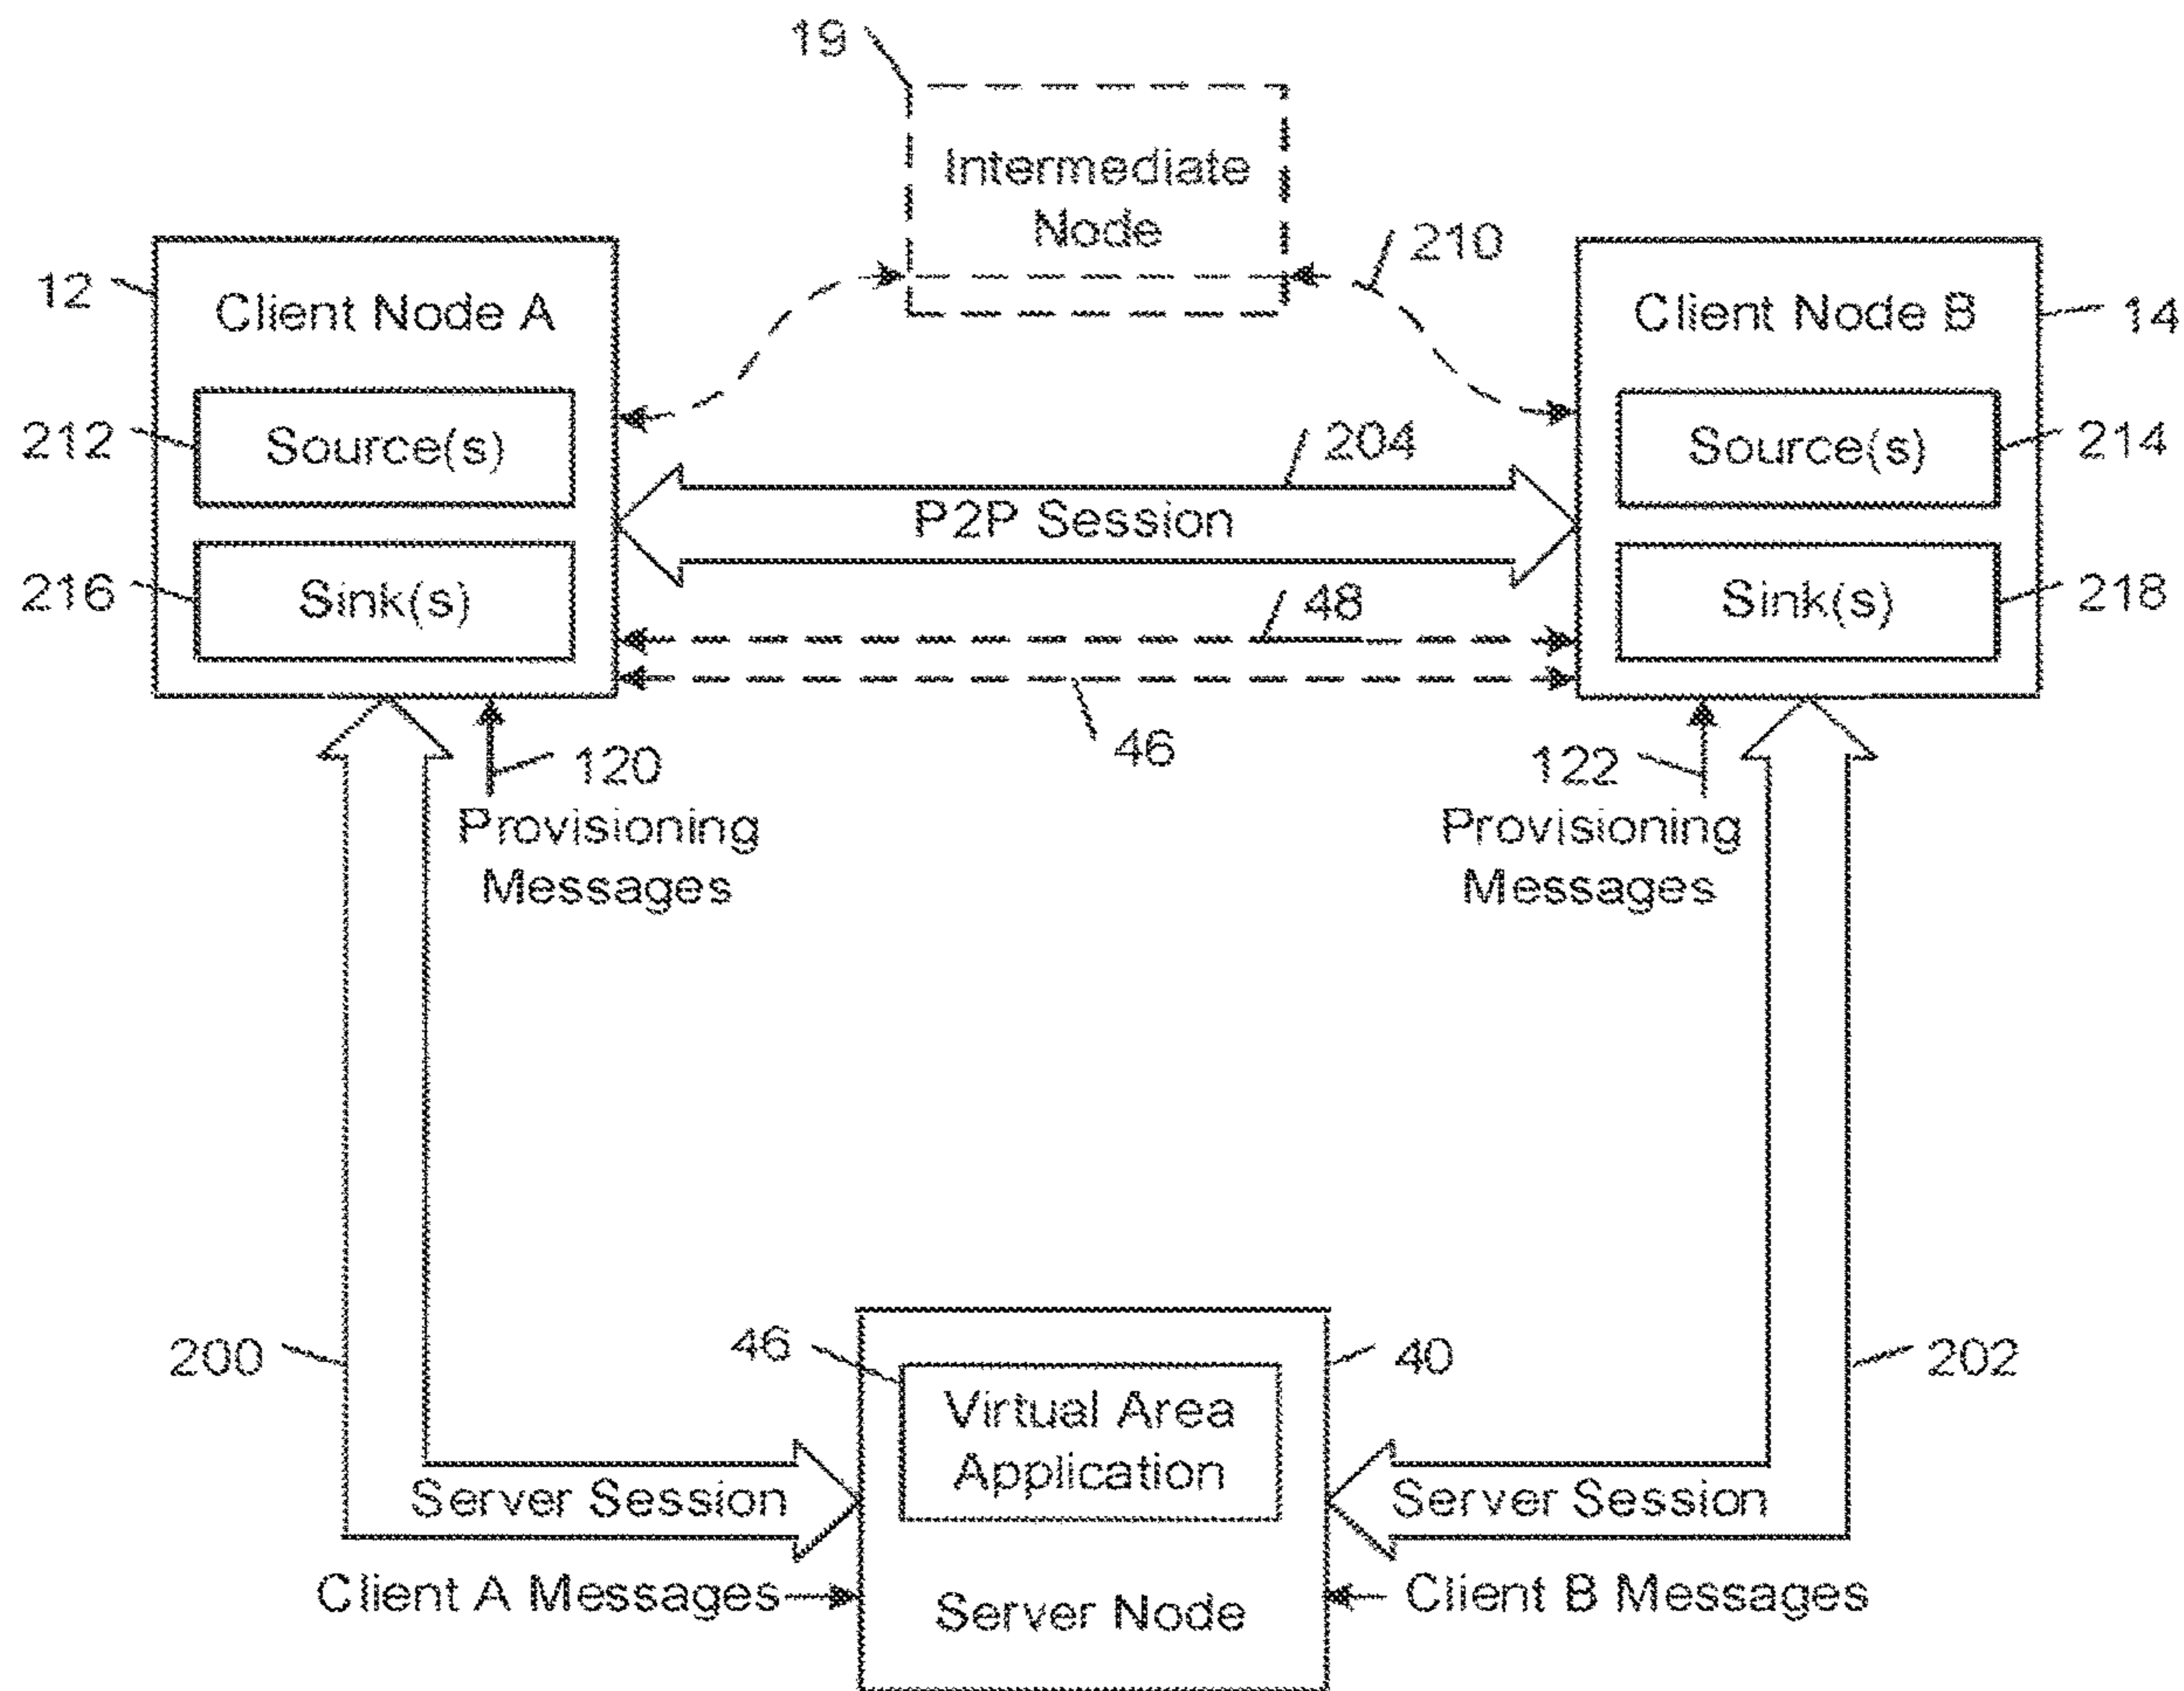 19
Intermediate
Node
210
12
Client Node A
Client Node B
14
212
Source(s)
204
Source(s)
214
P2P Session
216
Sink(s)
48
Sink(s)
218
46
120
Provisioning
Messages
122
Provisioning
Messages
200
46
Virtual Area
Application
40
202
Server Session
Server Session
Client A Messages
Server Node
Client B Messages